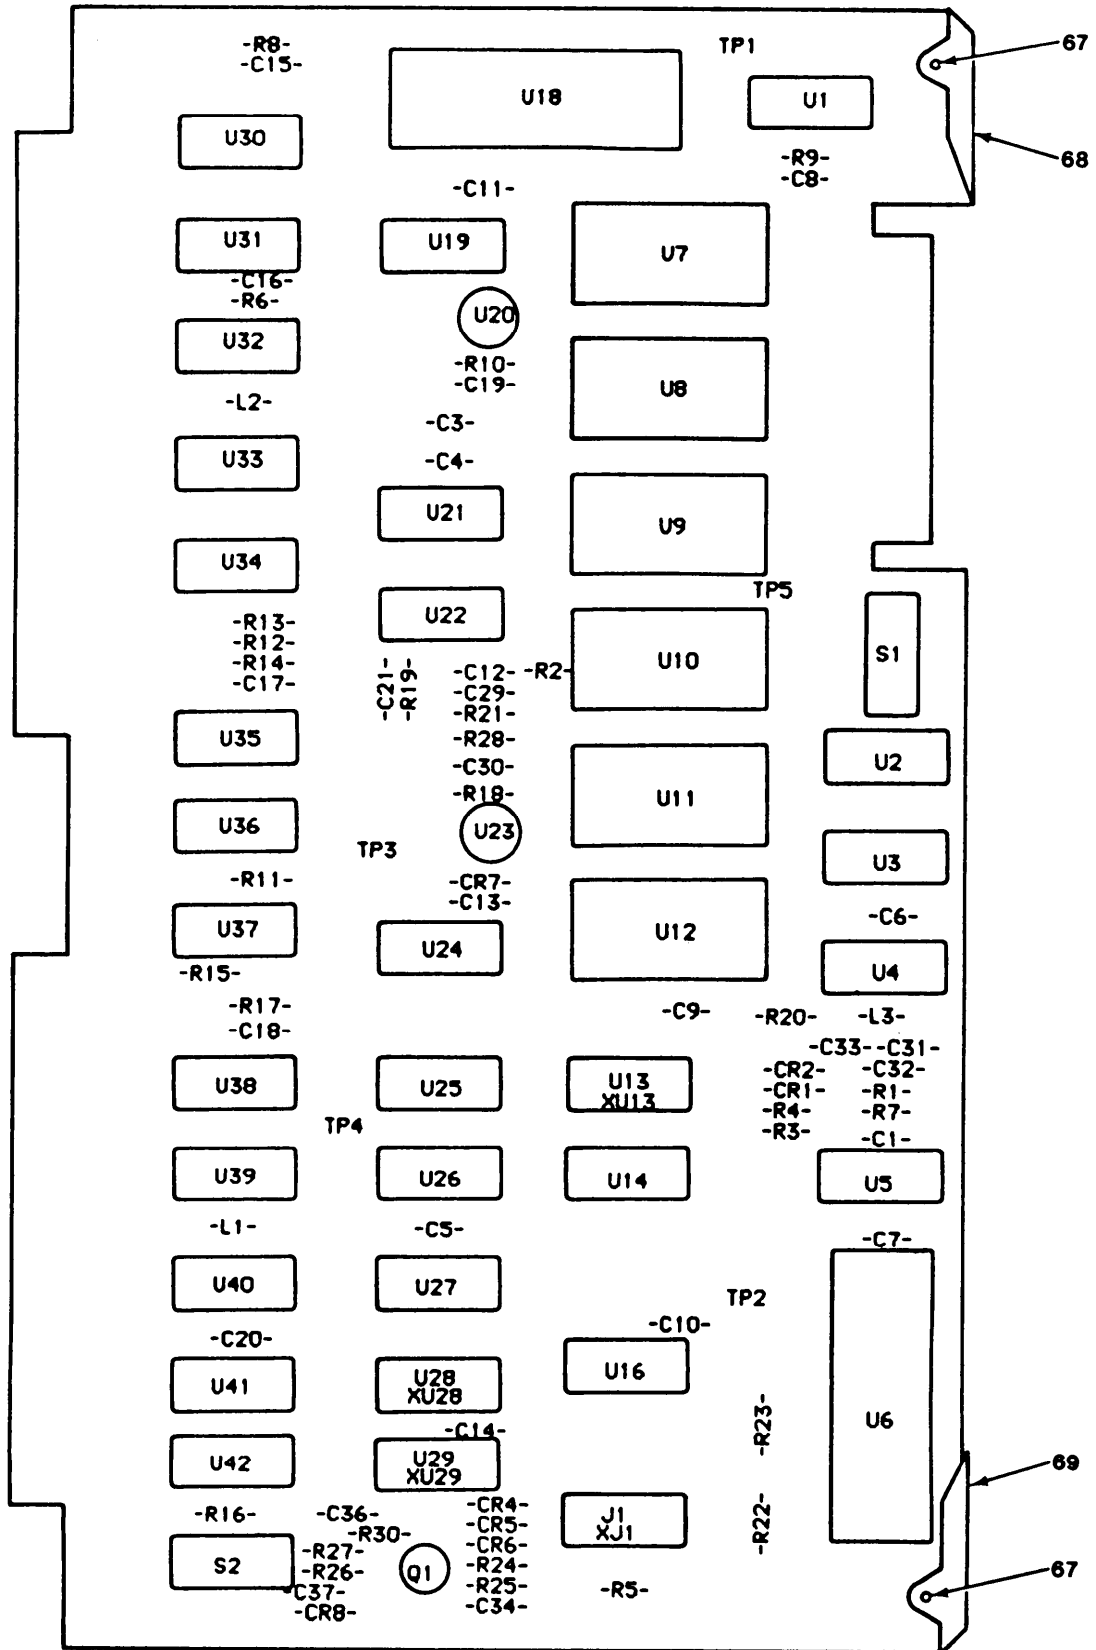 -R8-
-C15-
TP1
67
U18
U1
U30
68
-R9-
-C8-
-C11-
U31
U19
U7
-C16-
-R6-
U20
U32
-R10-
-C19-
U8
-L2-
-C3-
U33
-C4-
U21
U9
U34
TP5
U22
-R13-
-R12-
-R14-
-C17-
-C21-
-R19-
-C12-
-R2-
U10
S1
-C29-
-R21-
U35
-R28-
-C30-
U2
-R18-
U11
U36
U23
TP3
U3
-R11-
-CR7-
-C13-
-C6-
U37
U24
U12
U4
-R15-
-R17-
-C18-
-C9-
-R20-
-L3-
-C33-
-C31-
-CR2-
-C32-
U38
U25
U13
XU13
-CR1-
-R1-
-R4-
-R7-
TP4
-R3-
-C1-
U39
U26
U14
U5
-L1-
-C5-
-C7-
U40
U27
TP2
-C20-
-C10-
U41
U28
XU28
U16
-R23-
U6
-C14-
U42
U29
XU29
69
-R16-
-C36-
-R30-
-CR4-
-CR5-
-CR6-
-R24-
-R25-
-C34-
J1
XJ1
-R22-
S2
-R27-
-R26-
-C37-
-CR8-
Q1
-R5-
67